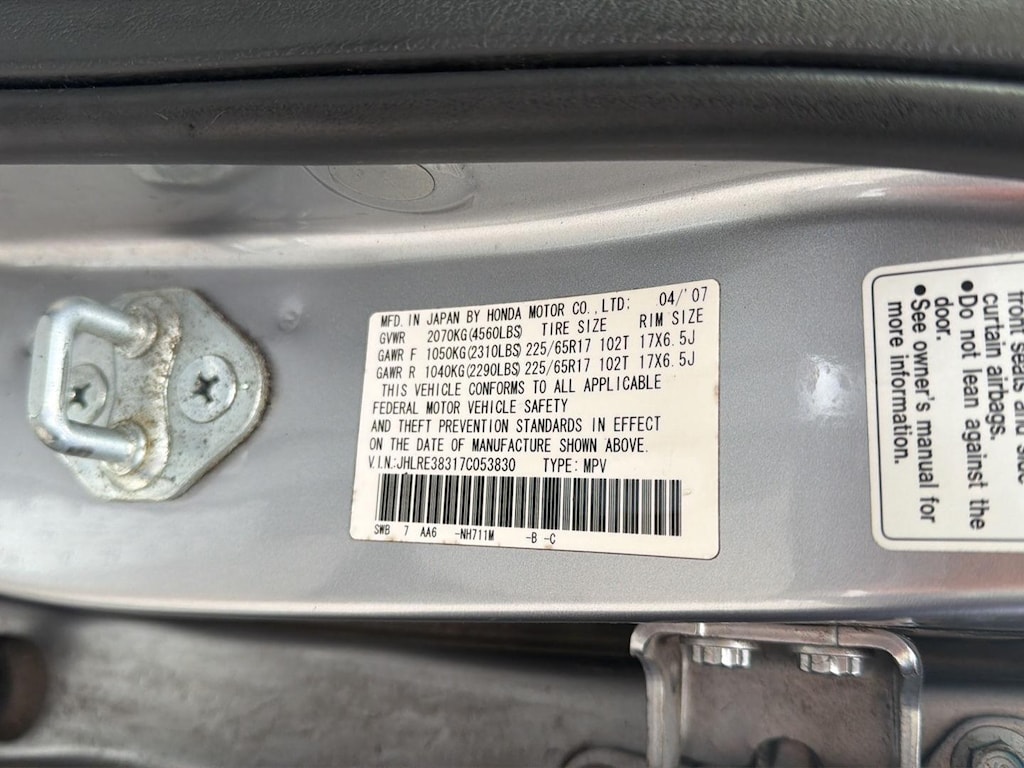 MFD. IN JAPAN BY HONDA MOTOR CO., LTD: 04/'07
GVWR 2070KG(4560LBS) TIRE SIZE RIM SIZE
GAWR F 1050KG(2310LBS) 225/65R17 102T 17X6.5J
GAWR R 1040KG(2290LBS) 225/65R17 102T 17X6.5J
THIS VEHICLE CONFORMS TO ALL APPLICABLE
FEDERAL MOTOR VEHICLE SAFETY
AND THEFT PREVENTION STANDARDS IN EFFECT
ON THE DATE OF MANUFACTURE SHOWN ABOVE.
V.I.N.:JHLRE38317C053830 TYPE: MPV
SWB 7 AA6 -NH711M -B -C
front seats and side
curtain airbags.
•Do not lean against the
door.
•See owner's manual for
more information.